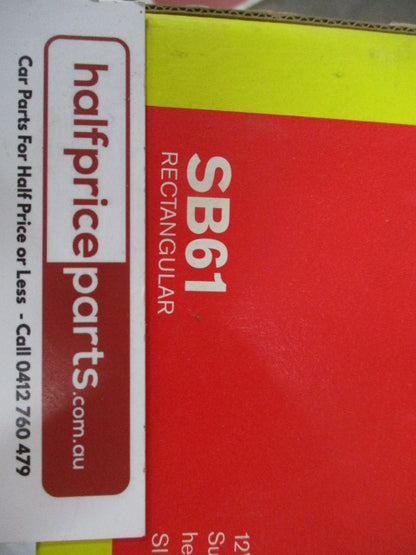 halfpriceparts.com.au
Car Parts For Half Price or Less - Call 0412 760 479
SB61
RECTANGULAR